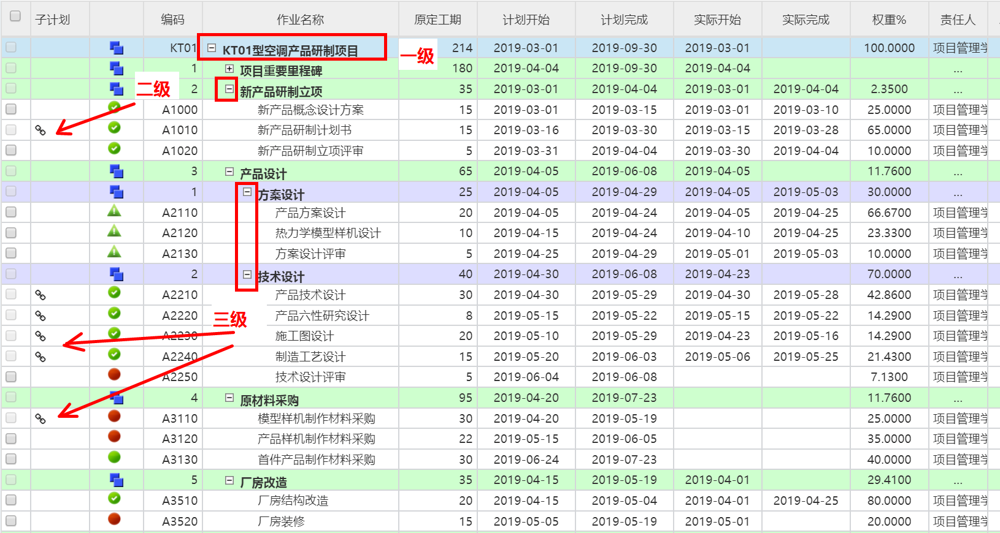 子计划 编码 作业名称 原定工期 计划开始 计划完成 实际开始 实际完成 权重% 责任人
KT01 KT01型空调产品研制项目 一级 214 2019-03-01 2019-09-30 2019-03-01 100.0000 项目管理学
1 项目重要里程碑 180 2019-04-04 2019-09-30 2019-04-04 ...
二级 2 新产品研制立项 35 2019-03-01 2019-04-04 2019-03-01 2019-04-04 2.3500 ...
A1000 新产品概念设计方案 15 2019-03-01 2019-03-15 2019-03-01 2019-03-10 25.0000 项目管理学
A1010 新产品研制计划书 15 2019-03-16 2019-03-30 2019-03-15 2019-03-28 65.0000 项目管理学
A1020 新产品研制立项评审 5 2019-03-31 2019-04-04 2019-03-30 2019-04-04 10.0000 项目管理学
3 产品设计 65 2019-04-05 2019-06-08 2019-04-05 11.7600 ...
1 方案设计 25 2019-04-05 2019-04-29 2019-04-05 2019-05-03 30.0000 ...
A2110 产品方案设计 20 2019-04-05 2019-04-24 2019-04-05 2019-04-25 66.6700 项目管理学
A2120 热力学模型样机设计 10 2019-04-15 2019-04-24 2019-04-10 2019-04-25 23.3300 项目管理学
A2130 方案设计评审 5 2019-04-25 2019-04-29 2019-05-01 2019-05-03 10.0000 项目管理学
2 技术设计 40 2019-04-30 2019-06-08 2019-04-23 70.0000 ...
A2210 产品技术设计 30 2019-04-30 2019-05-29 2019-04-30 2019-05-28 42.8600 项目管理学
A2220 三级 产品六性研究设计 8 2019-05-15 2019-05-22 2019-05-15 2019-05-22 14.2900 项目管理学
A2230 施工图设计 20 2019-05-10 2019-05-29 2019-04-23 2019-05-16 14.2900 项目管理学
A2240 制造工艺设计 15 2019-05-20 2019-06-03 2019-05-06 2019-05-25 21.4300 项目管理学
A2250 技术设计评审 5 2019-06-04 2019-06-08 7.1300 项目管理学
4 原材料采购 95 2019-04-20 2019-07-23 11.7600 ...
A3110 模型样机制作材料采购 30 2019-04-20 2019-05-19 25.0000 项目管理学
A3120 产品样机制作材料采购 22 2019-05-15 2019-06-05 35.0000 项目管理学
A3130 首件产品制作材料采购 30 2019-06-24 2019-07-23 40.0000 项目管理学
5 厂房改造 35 2019-04-15 2019-05-19 2019-04-01 29.4100 ...
A3510 厂房结构改造 20 2019-04-15 2019-05-04 2019-04-01 2019-04-25 80.0000 项目管理学
A3520 厂房装修 15 2019-05-05 2019-05-19 2019-05-01 20.0000 项目管理学